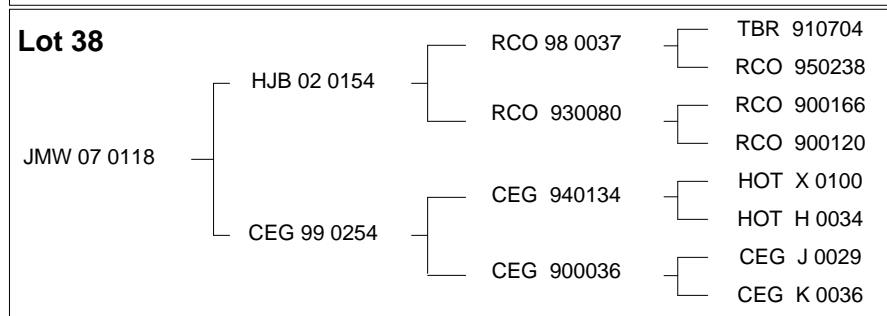 Lot 38
JMW 07 0118
HJB 02 0154
CEG 99 0254
RCO 98 0037
RCO 930080
CEG 940134
CEG 900036
TBR 910704
RCO 950238
RCO 900166
RCO 900120
HOT X 0100
HOT H 0034
CEG J 0029
CEG K 0036